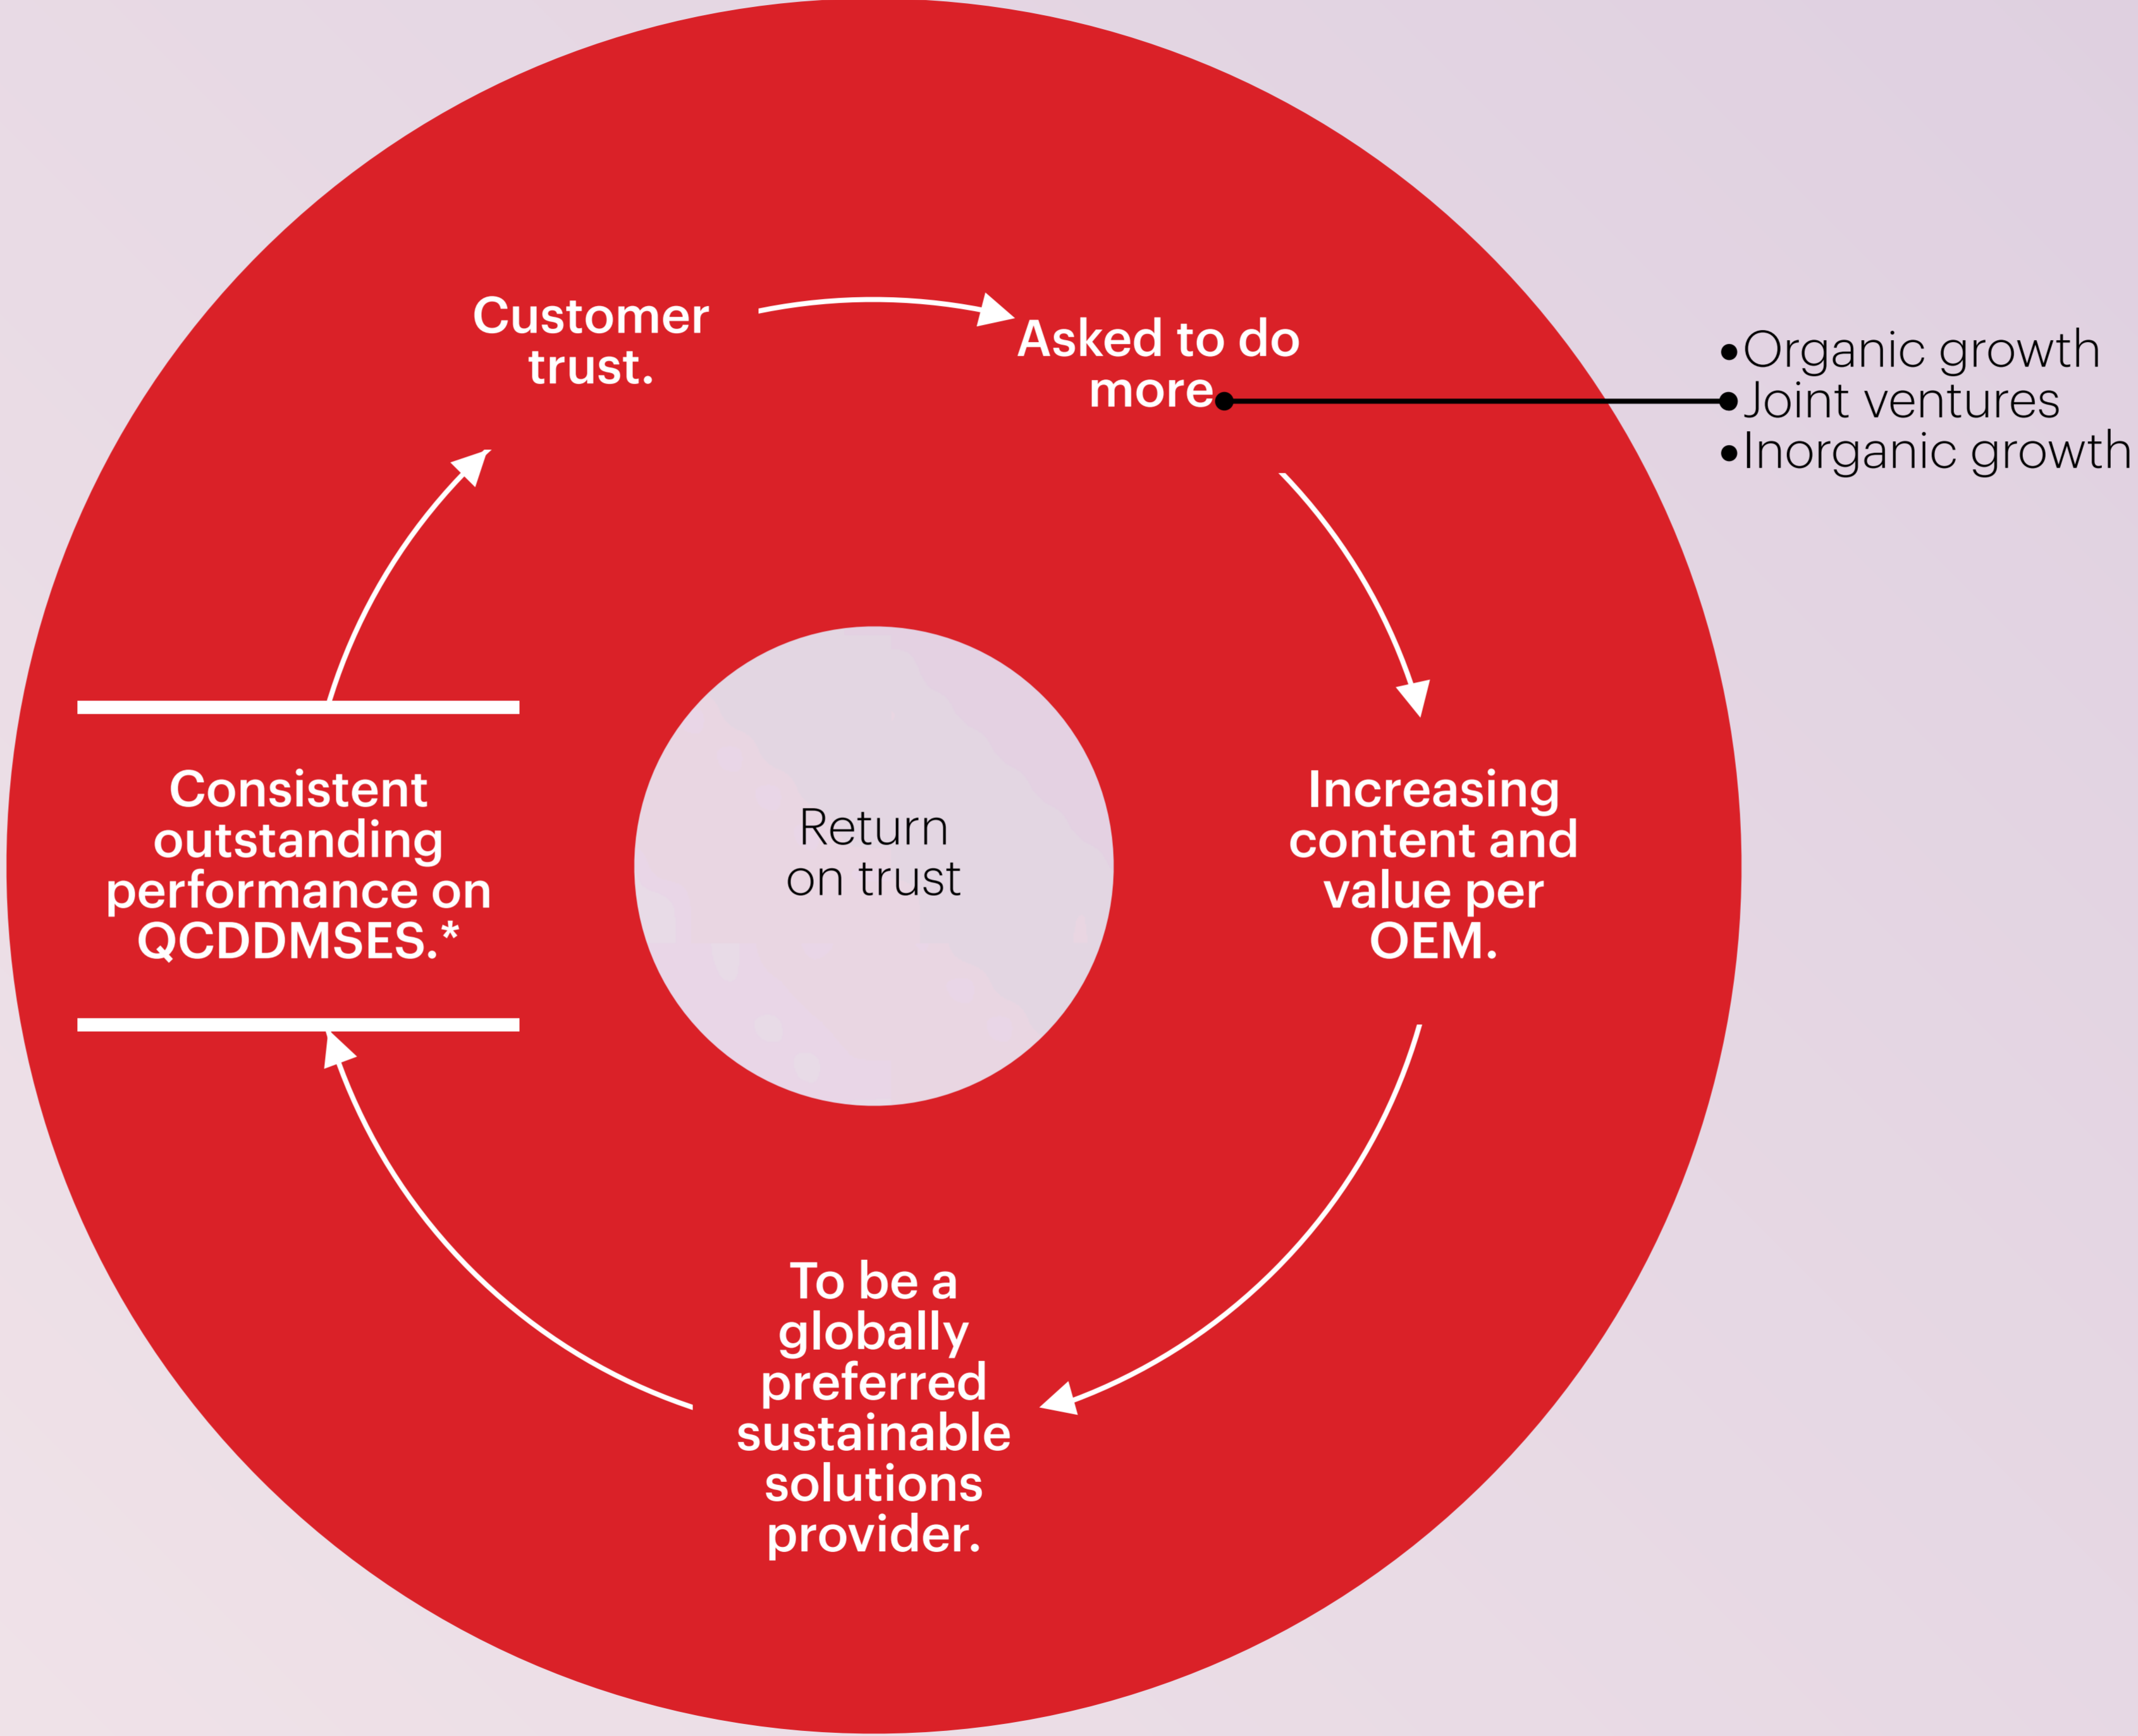 Customer
trust.
Asked to do
more
•Organic growth
•Joint ventures
•Inorganic growth
Increasing
content and
value per
OEM.
To be a
globally
preferred
sustainable
solutions
provider.
Consistent
outstanding
performance on
QCDDMSES.*
Return
on trust